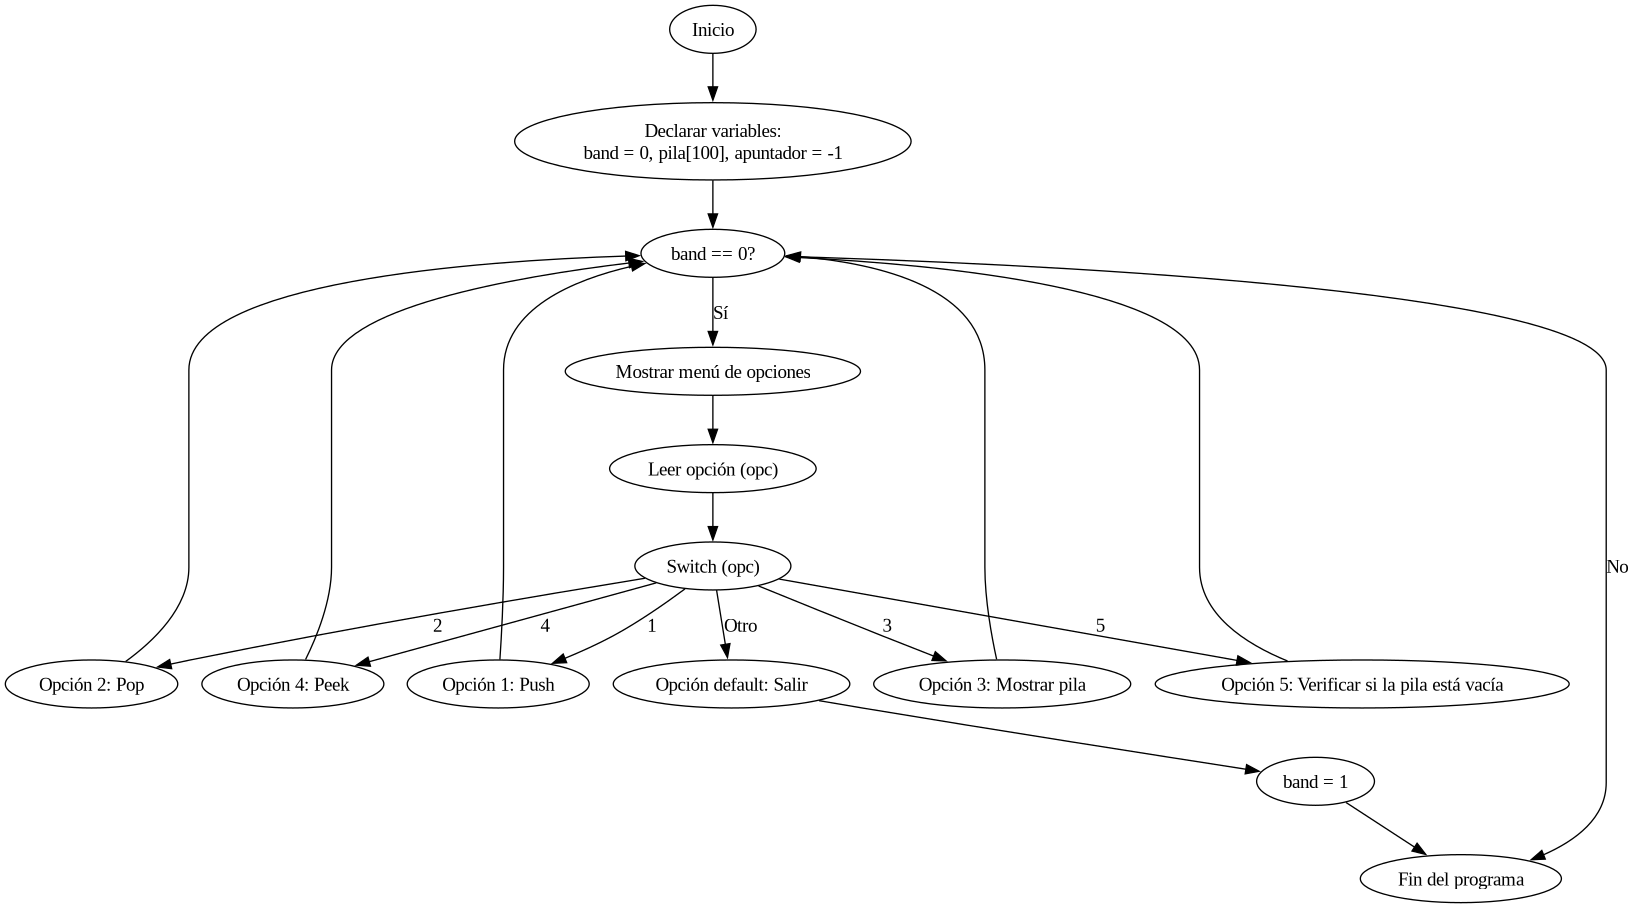 Inicio
Declarar variables:
band = 0, pila[100], apuntador = -1
band == 0?
Sí
Mostrar menú de opciones
Leer opción (opc)
Switch (opc)
No
2
4
1
Otro
3
5
Opción 2: Pop
Opción 4: Peek
Opción 1: Push
Opción default: Salir
Opción 3: Mostrar pila
Opción 5: Verificar si la pila está vacía
band = 1
Fin del programa